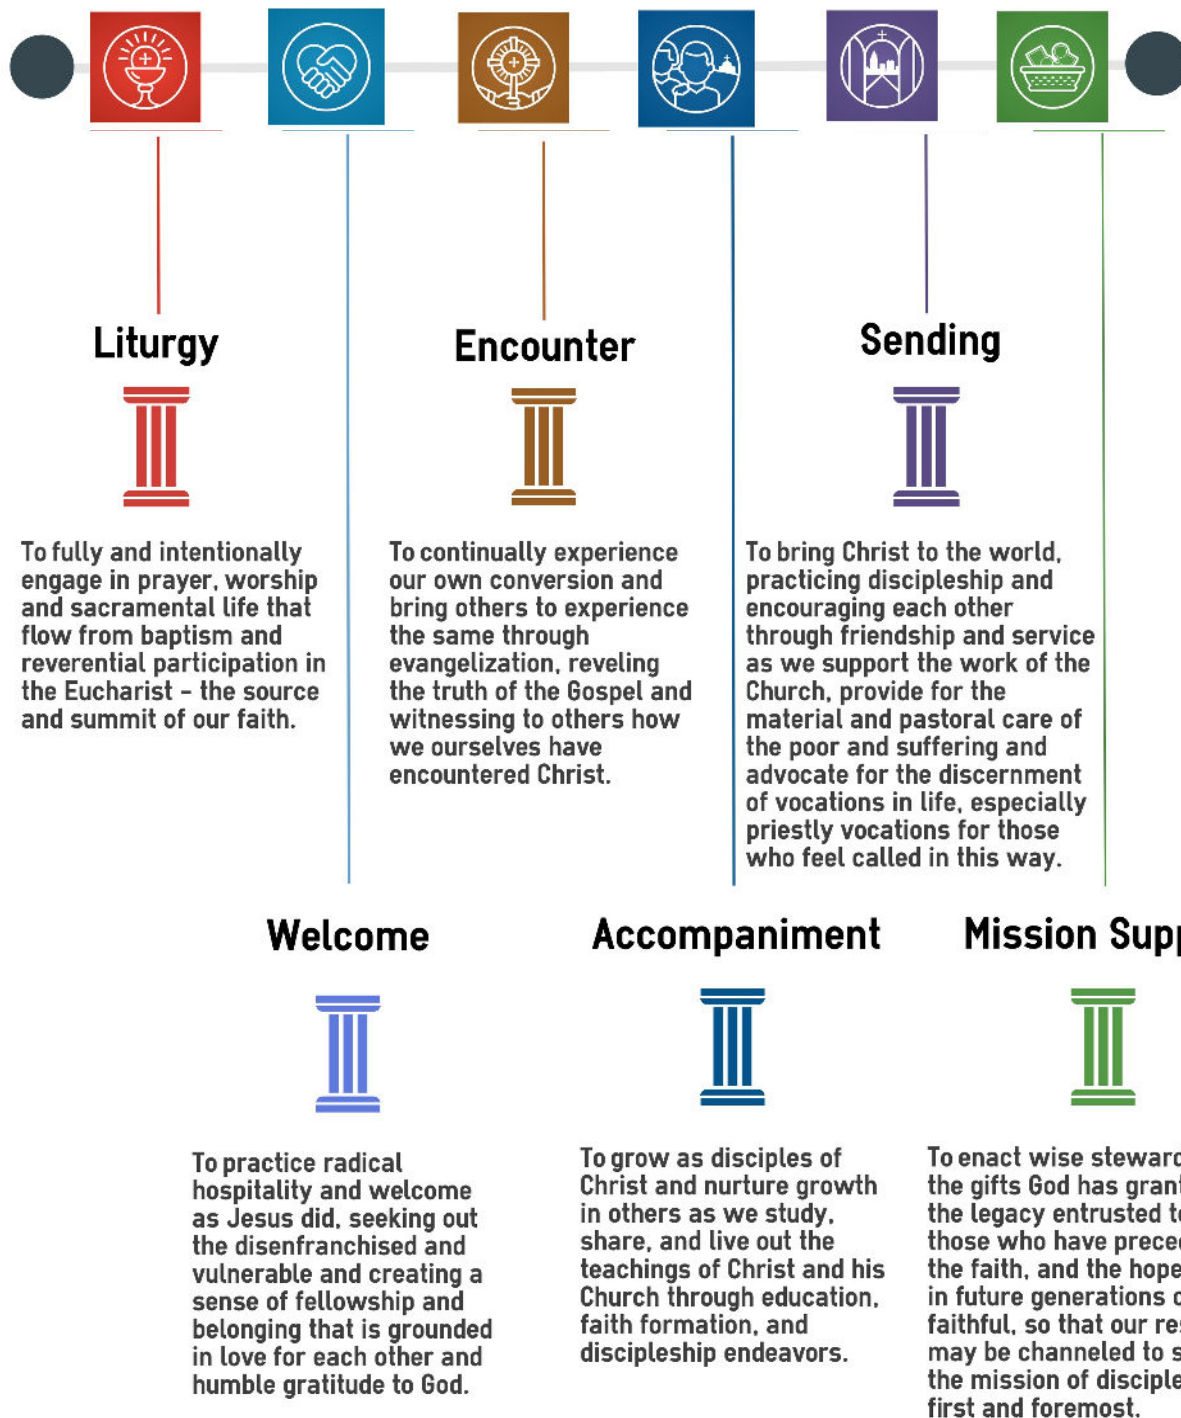 Liturgy
To fully and intentionally
engage in prayer, worship
and sacramental life that
flow from baptism and
reverential participation in
the Eucharist – the source
and summit of our faith.
Encounter
To continually experience
our own conversion and
bring others to experience
the same through
evangelization, reveling
the truth of the Gospel and
witnessing to others how
we ourselves have
encountered Christ.
Sending
To bring Christ to the world,
practicing discipleship and
encouraging each other
through friendship and service
as we support the work of the
Church, provide for the
material and pastoral care of
the poor and suffering and
advocate for the discernment
of vocations in life, especially
priestly vocations for those
who feel called in this way.
Welcome
To practice radical
hospitality and welcome
as Jesus did, seeking out
the disenfranchised and
vulnerable and creating a
sense of fellowship and
belonging that is grounded
in love for each other and
humble gratitude to God.
Accompaniment
To grow as disciples of
Christ and nurture growth
in others as we study,
share, and live out the
teachings of Christ and his
Church through education,
faith formation, and
discipleship endeavors.
Mission
To enact wise
the gifts God has
the legacy entrusted
those who have
the faith, and the
in future generations
faithful, so that our
may be channeled to
the mission of
first and foremost.